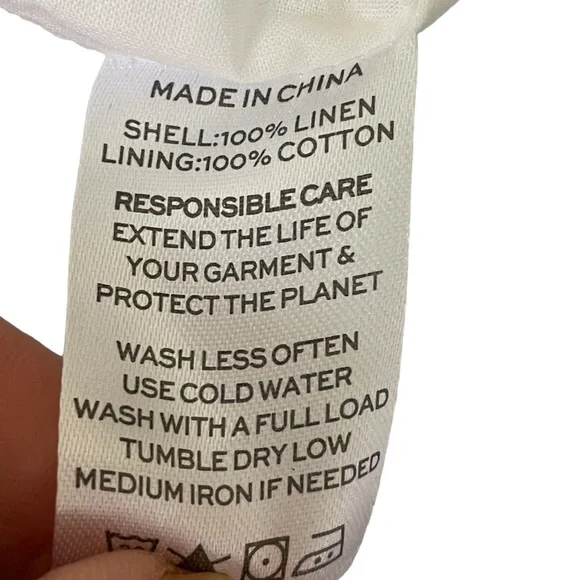 MADE IN CHINA
SHELL:100% LINEN
LINING:100% COTTON
RESPONSIBLE CARE
EXTEND THE LIFE OF
YOUR GARMENT &
PROTECT THE PLANET
WASH LESS OFTEN
USE COLD WATER
WASH WITH A FULL LOAD
TUMBLE DRY LOW
MEDIUM IRON IF NEEDED